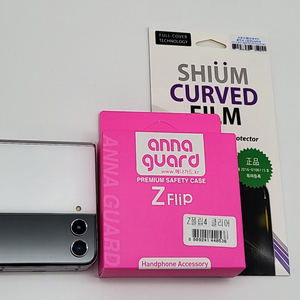 FULL-COVER
TECHNOLOGY
SHIÜM
CURVED
FILM
otector
正品
anna
guard
PREMIUM SAFETY CASE
Z Flip
Z플립4 클리어
Handphone Accessory
ANNA GUARD